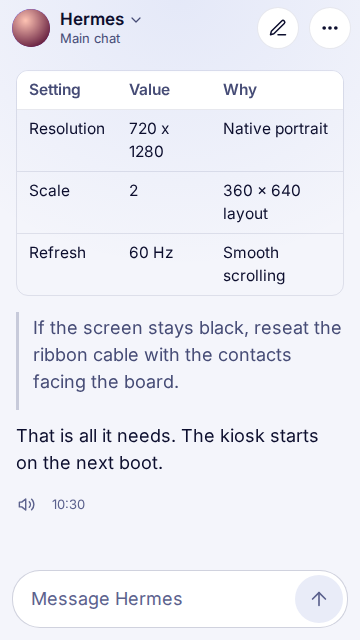 Hermes
Main chat
Setting Value Why
Resolution 720 x 1280 Native portrait
Scale 2 360 × 640 layout
Refresh 60 Hz Smooth scrolling
If the screen stays black, reseat the
ribbon cable with the contacts
facing the board.
That is all it needs. The kiosk starts
on the next boot.
10:30
Message Hermes